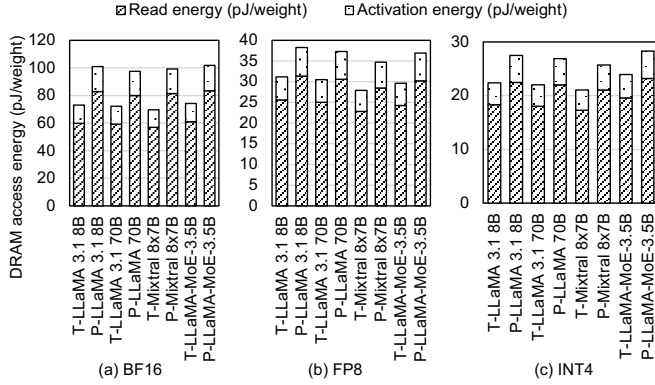 Read energy (pJ/weight) Activation energy (pJ/weight)
DRAM access energy (pJ/weight)
120
100
80
60
40
20
0
T-LLaMA 3.1 8B
P-LLaMA 3.1 8B
T-LLaMA 3.1 70B
P-LLaMA 70B
T-Mixtral 8x7B
P-Mixtral 8x7B
T-LLaMA-MoE-3.5B
P-LLaMA-MoE-3.5B
(a) BF16
40
35
30
25
20
15
10
5
0
T-LLaMA 3.1 8B
P-LLaMA 3.1 8B
T-LLaMA 3.1 70B
P-LLaMA 70B
T-Mixtral 8x7B
P-Mixtral 8x7B
T-LLaMA-MoE-3.5B
P-LLaMA-MoE-3.5B
(b) FP8
30
20
10
0
T-LLaMA 3.1 8B
P-LLaMA 3.1 8B
T-LLaMA 3.1 70B
P-LLaMA 70B
T-Mixtral 8x7B
P-Mixtral 8x7B
T-LLaMA-MoE-3.5B
P-LLaMA-MoE-3.5B
(c) INT4